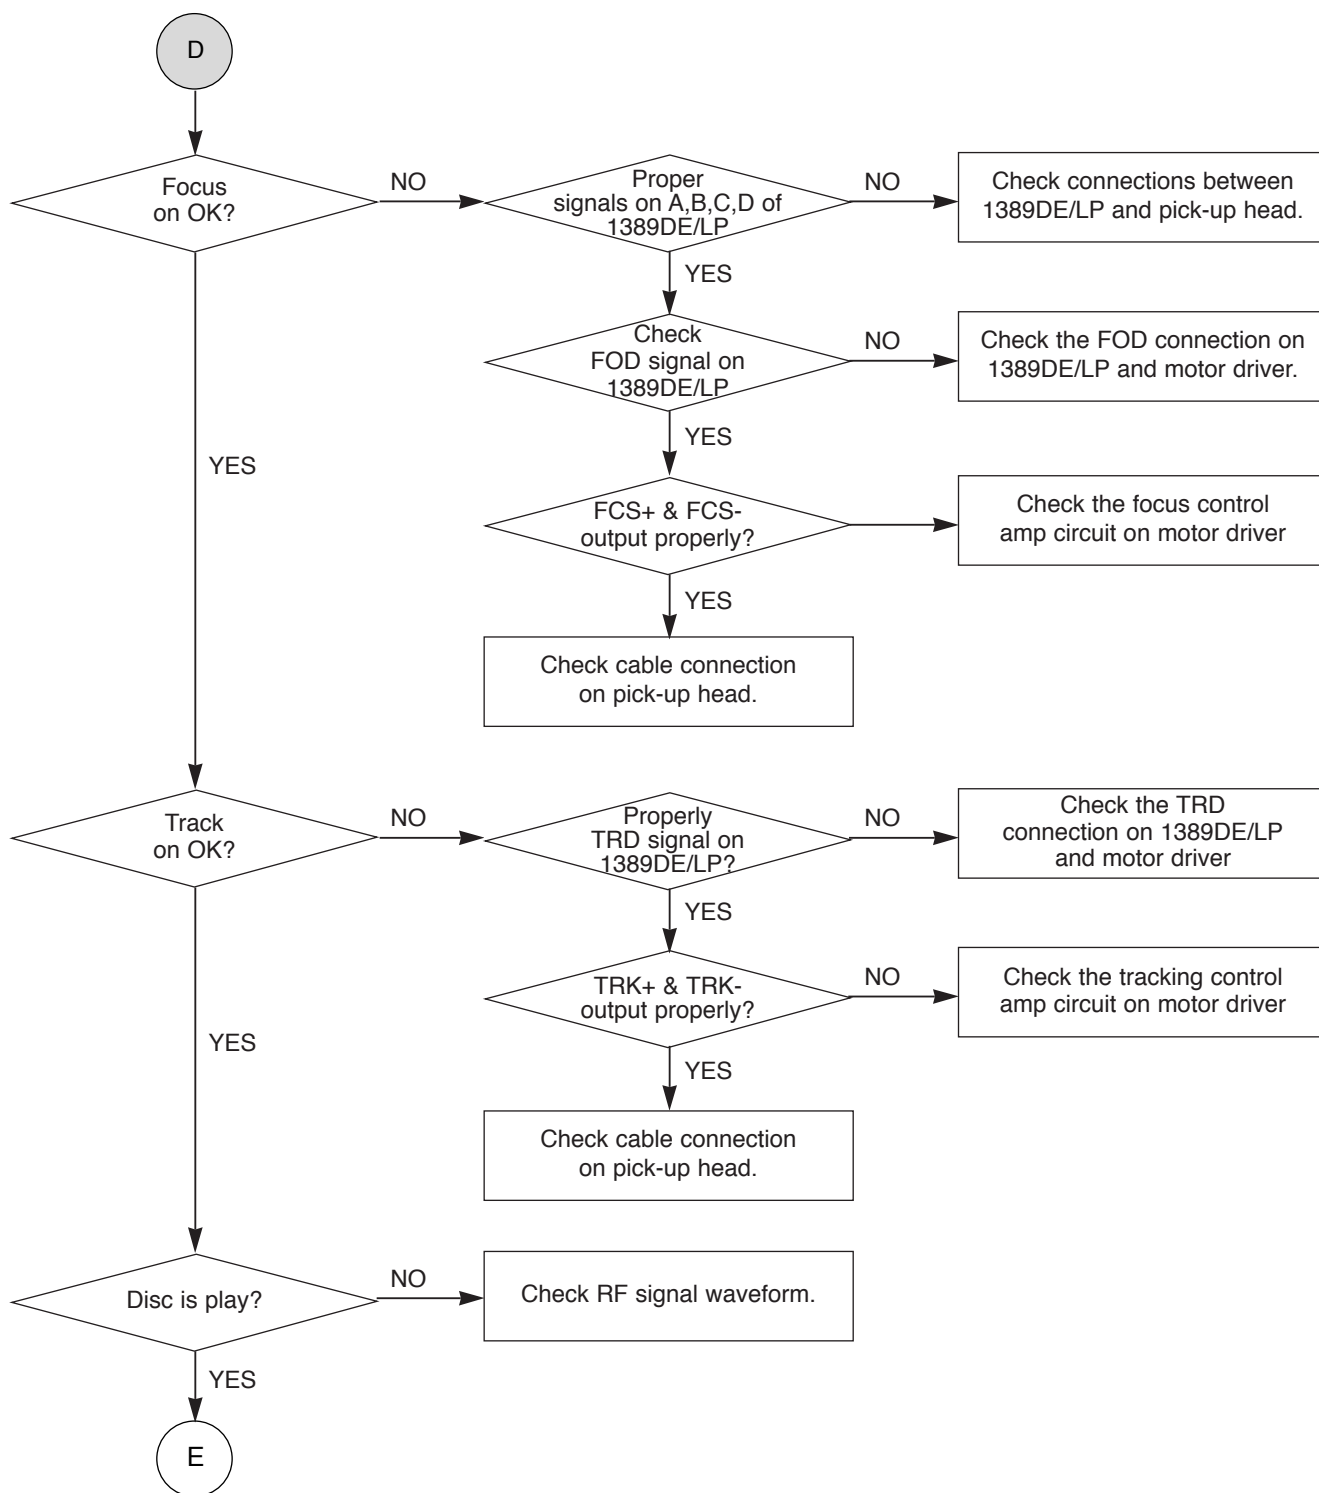 D
Focus
on OK?
NO
Proper
signals on A,B,C,D of
1389DE/LP
NO
Check connections between
1389DE/LP and pick-up head.
YES
Check
FOD signal on
1389DE/LP
NO
Check the FOD connection on
1389DE/LP and motor driver.
YES
YES
FCS+ & FCS-
output properly?
Check the focus control
amp circuit on motor driver
YES
Check cable connection
on pick-up head.
Track
on OK?
NO
Properly
TRD signal on
1389DE/LP?
NO
Check the TRD
connection on 1389DE/LP
and motor driver
YES
YES
TRK+ & TRK-
output properly?
NO
Check the tracking control
amp circuit on motor driver
YES
Check cable connection
on pick-up head.
Disc is play?
NO
Check RF signal waveform.
YES
E